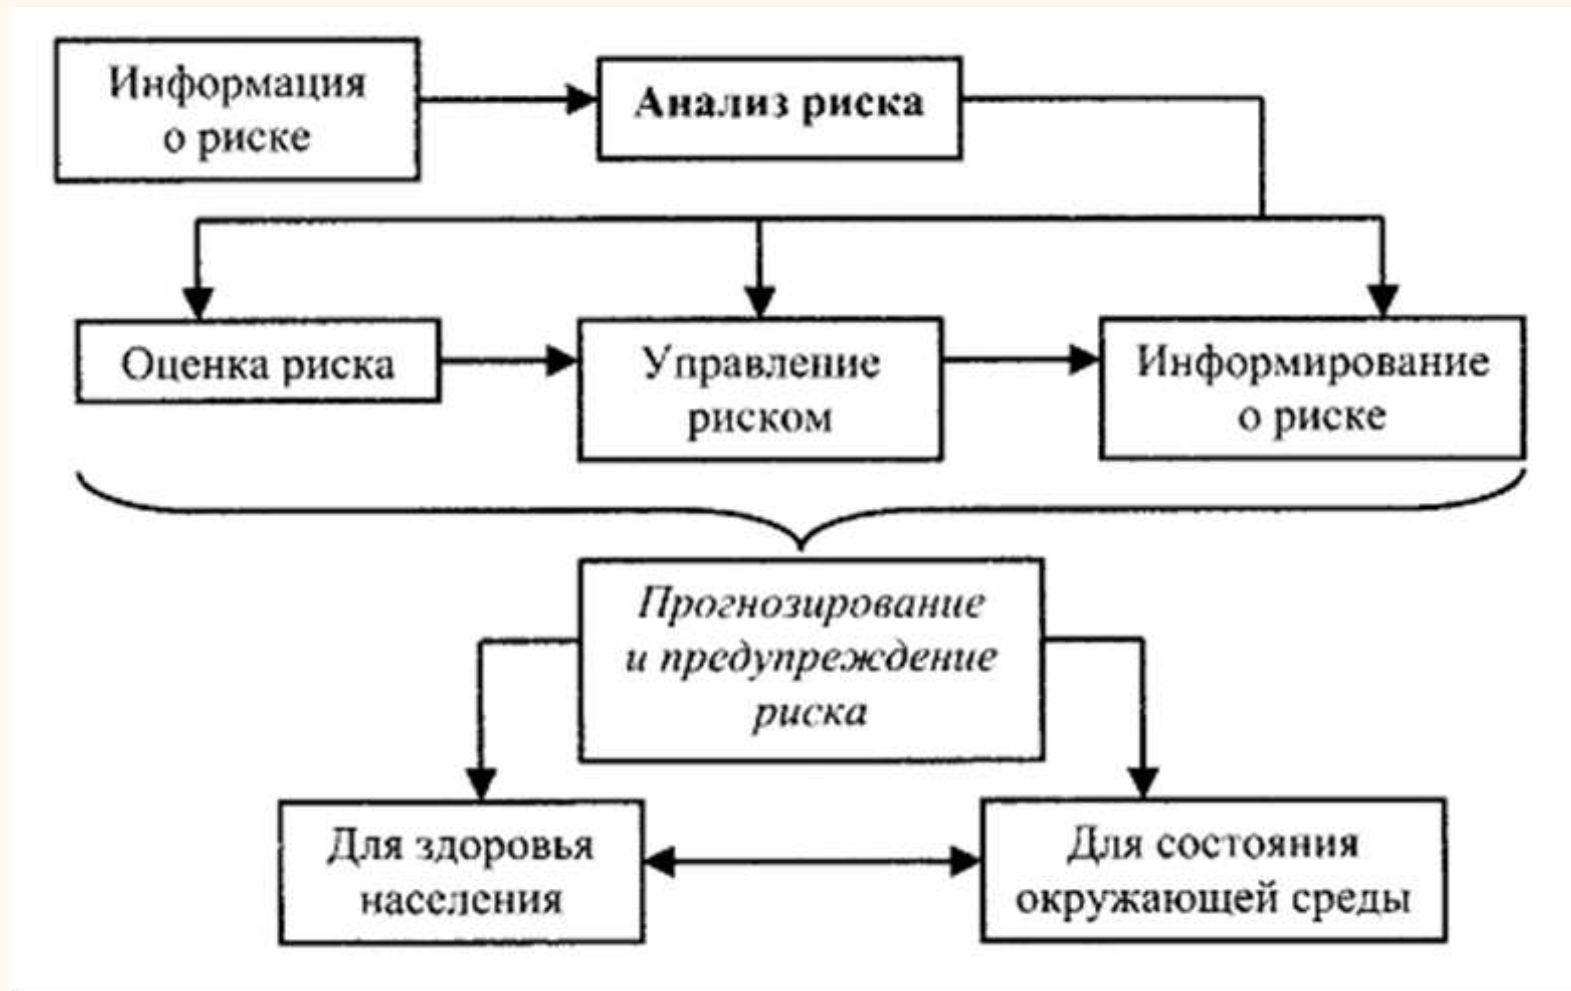 Информация
о риске
Анализ риска
Оценка риска
Управление
риском
Информирование
о риске
Прогнозирование
и предупреждение
риска
Для здоровья
населения
Для состояния
окружающей среды